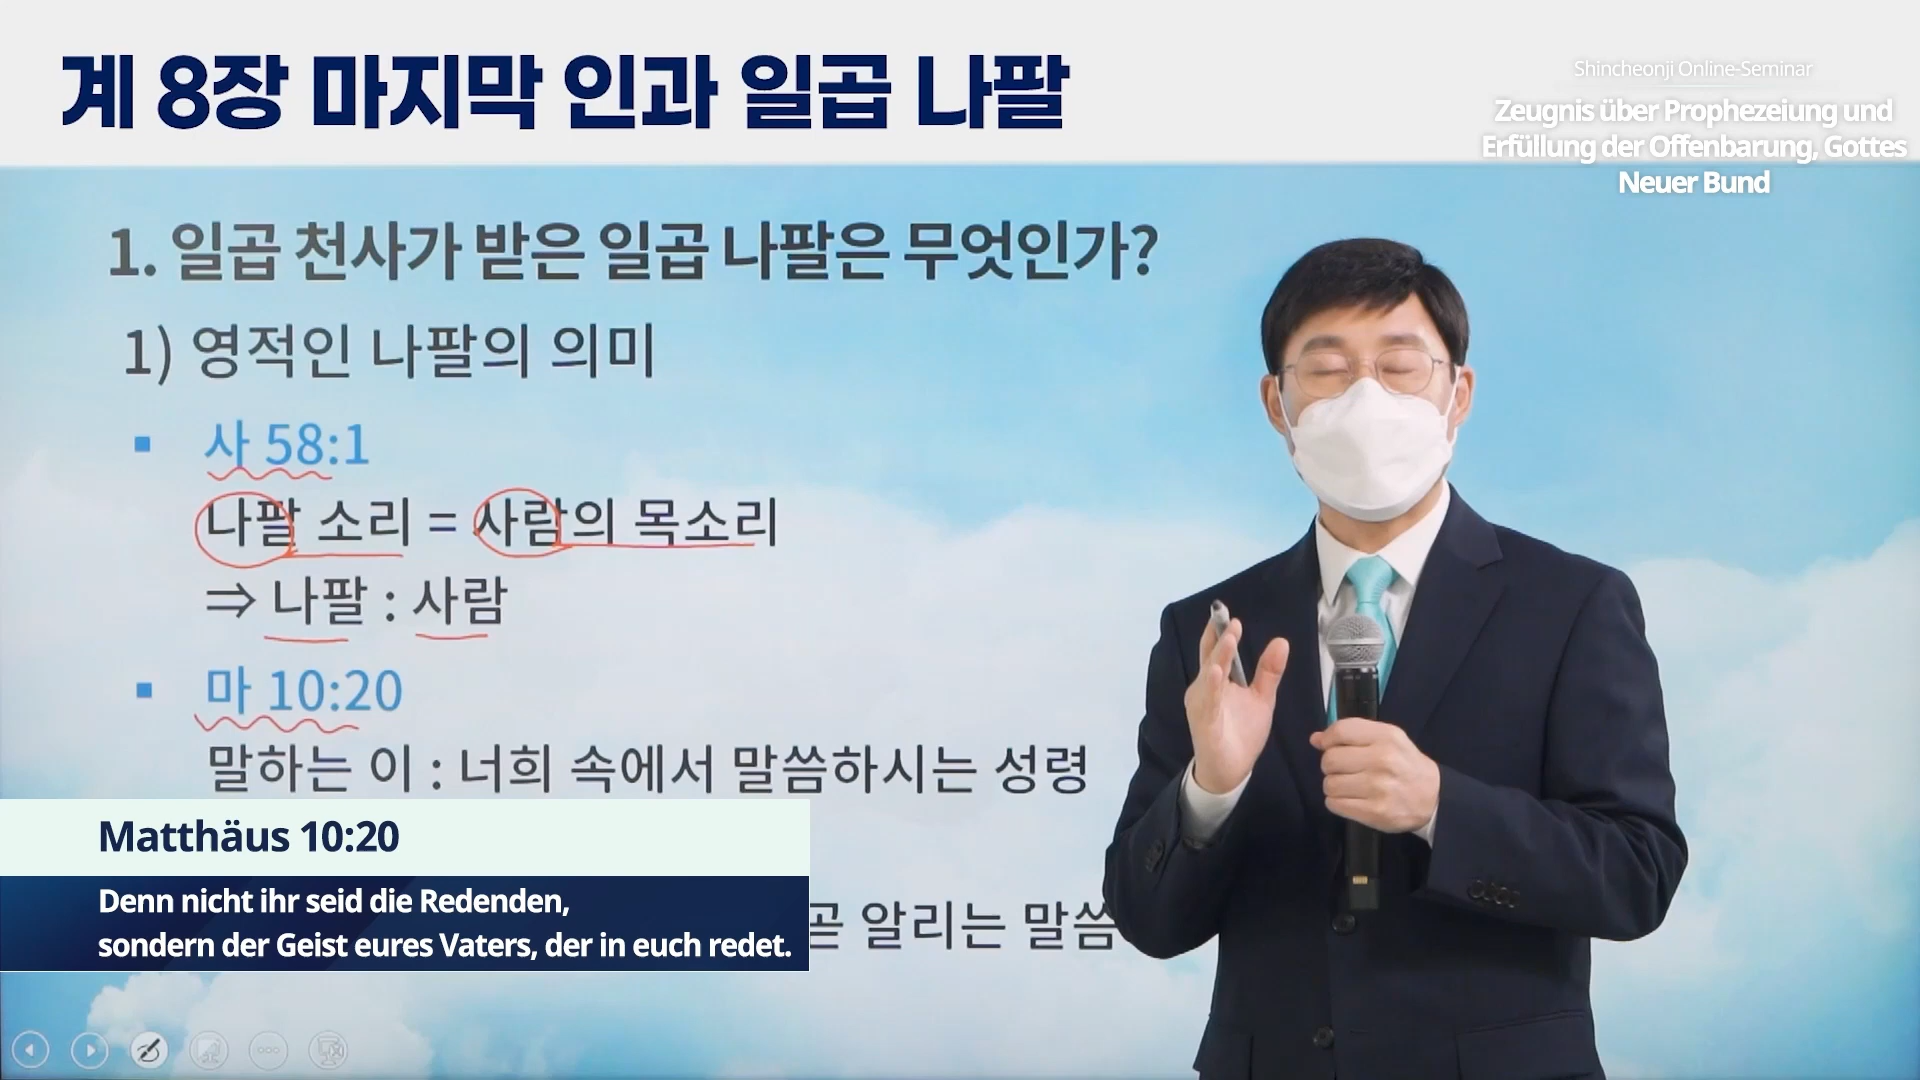 계 8장 마지막 인과 일곱 나팔
Shincheonji Online-Seminar
Zeugnis über Prophezeiung und
Erfüllung der Offenbarung, Gottes
Neuer Bund
1. 일곱 천사가 받은 일곱 나팔은 무엇인가?
1) 영적인 나팔의 의미
▪ 사 58:1
나팔 소리 = 사람의 목소리
⇒ 나팔 : 사람
▪ 마 10:20
말하는 이 : 너희 속에서 말씀하시는 성령
Matthäus 10:20
Denn nicht ihr seid die Redenden,
sondern der Geist eures Vaters, der in euch redet.
곧 알리는 말씀